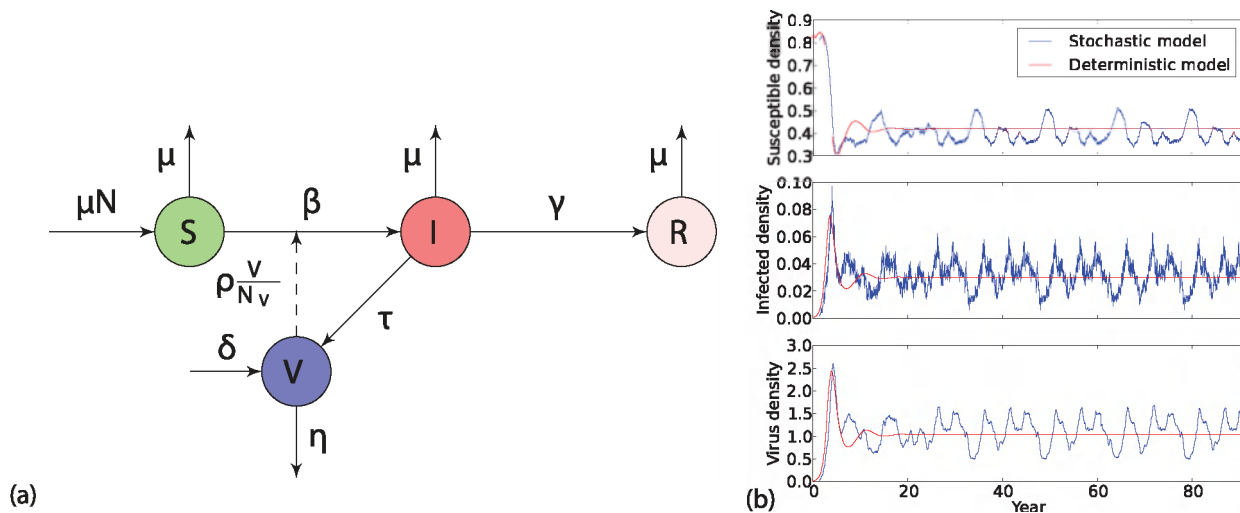 μ
μ
μ
μN
β
γ
S
I
R
ρ V/N_V
τ
δ
V
η
(a)
Susceptible density
0.9
0.8
0.7
0.6
0.5
0.4
0.3
Stochastic model
Deterministic model
Infected density
0.10
0.08
0.06
0.04
0.02
0.00
Virus density
3.0
2.5
2.0
1.5
1.0
0.5
0.0
0
20
40
60
80
Year
(b)